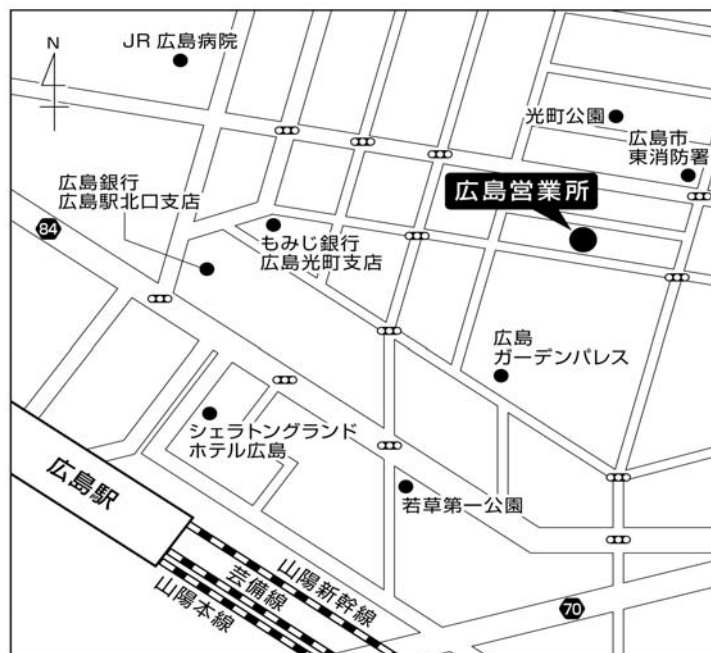 N
JR 広島病院
光町公園
広島市
東消防署
広島銀行
広島駅北口支店
広島営業所
84
もみじ銀行
広島光町支店
広島
ガーデンパレス
シェラトングランド
ホテル広島
広島駅
若草第一公園
山陽新幹線
芸備線
山陽本線
70